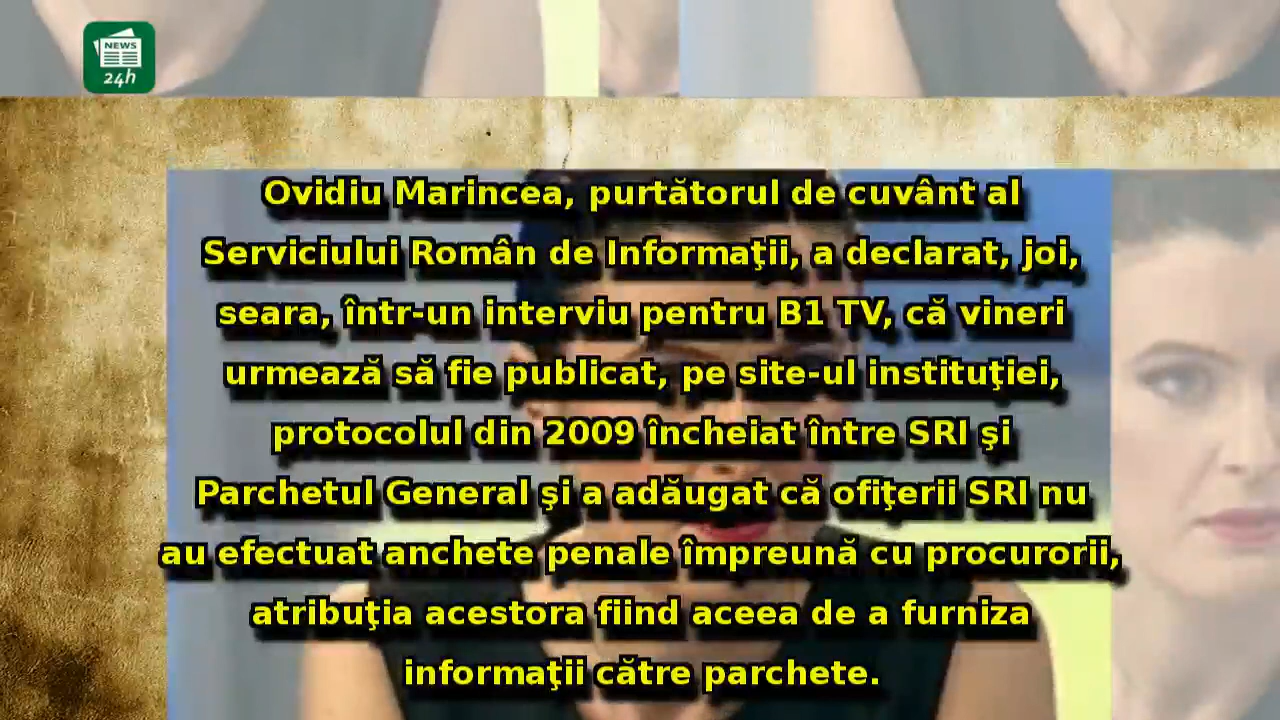 NEWS
24h
Ovidiu Marincea, purtătorul de cuvânt al
Serviciului Român de Informaţii, a declarat, joi,
seara, într-un interviu pentru B1 TV, că vineri
urmează să fie publicat, pe site-ul instituţiei,
protocolul din 2009 încheiat între SRI şi
Parchetul General şi a adăugat că ofiţerii SRI nu
au efectuat anchete penale împreună cu procurorii,
atribuţia acestora fiind aceea de a furniza
informaţii către parchete.